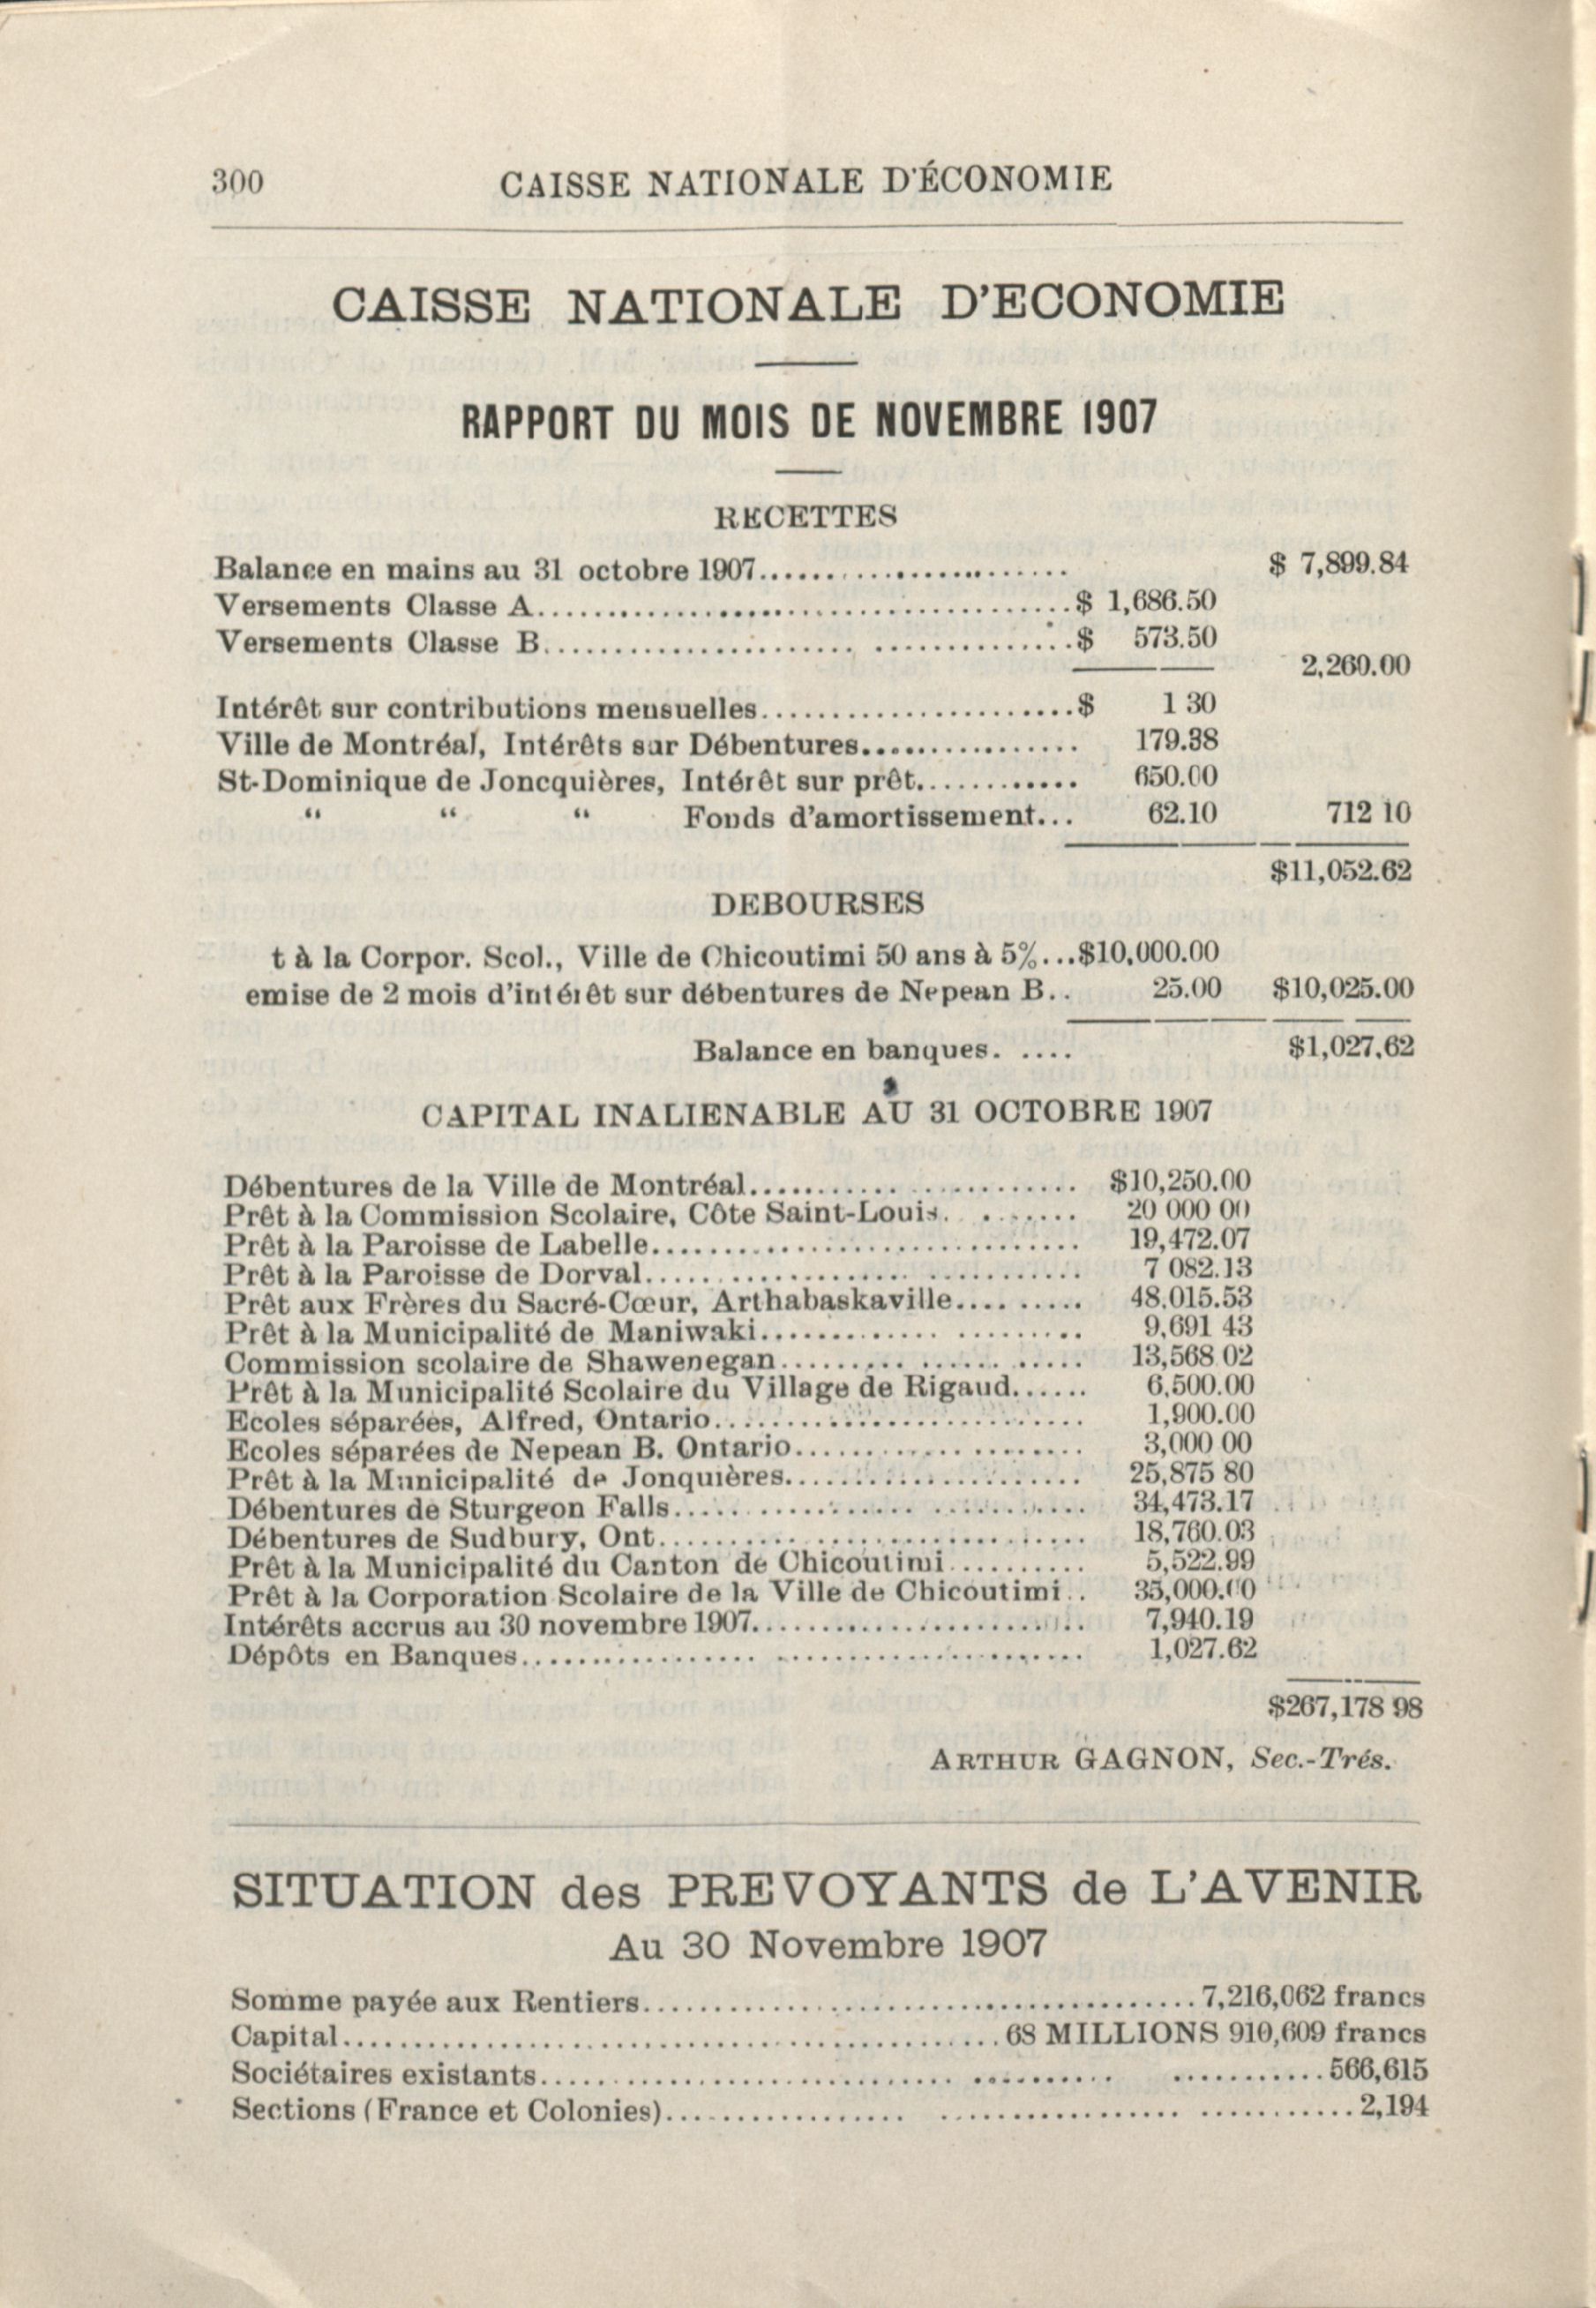 300 CAISSE NATIONALE D'ÉCONOMIE
CAISSE NATIONALE D'ECONOMIE
RAPPORT DU MOIS DE NOVEMBRE 1907
RECETTES
Balance en mains au 31 octobre 1907........................ $ 7,899.84
Versements Classe A......................................$ 1,686.50
Versements Classe B...................... ..............$ 573.50
2,260.00
Intérêt sur contributions mensuelles......................$ 1 30
Ville de Montréal, Intérêts sur Débentures................ 179.38
St-Dominique de Joncquières, Intérêt sur prêt............ 650.00
“ “ “ Fonds d'amortissement... 62.10 712 10
$11,052.62
DEBOURSES
t à la Corpor. Scol., Ville de Chicoutimi 50 ans à 5%...$10,000.00
emise de 2 mois d'intérêt sur débentures de Nepean B.. 25.00 $10,025.00
Balance en banques. .... $1,027.62
CAPITAL INALIENABLE AU 31 OCTOBRE 1907
Débentures de la Ville de Montréal........... ........... $10,250.00
Prêt à la Commission Scolaire, Côte Saint-Louis. ....... 20 000 00
Prêt à la Paroisse de Labelle.............................. 19,472.07
Prêt à la Paroisse de Dorval................... ........... 7 082.13
Prêt aux Frères du Sacré-Cœur, Arthabaskaville.... ..... 48,015.53
Prêt à la Municipalité de Maniwaki............. ......... 9,691 43
Commission scolaire de Shawenegan......... ...... ..... 13,568 02
Prêt à la Municipalité Scolaire du Village de Rigaud...... 6,500.00
Ecoles séparées, Alfred, Ontario.......................... 1,900.00
Ecoles séparées de Nepean B. Ontario............. ....... 3,000 00
Prêt à la Municipalité de Jonquières..................... 25,875 80
Débentures de Sturgeon Falls................ ........... 34,473.17
Débentures de Sudbury, Ont.............................. 18,760.03
Prêt à la Municipalité du Canton de Chicoutimi.......... 5,522.99
Prêt à la Corporation Scolaire de la Ville de Chicoutimi.. 35,000.00
Intérêts accrus au 30 novembre 1907....................... 7,940.19
Dépôts en Banques................. ...................... 1,027.62
$267,178 98
ARTHUR GAGNON, Sec.-Trés.
SITUATION des PREVOYANTS de L'AVENIR
Au 30 Novembre 1907
Somme payée aux Rentiers.......................................7,216,062 francs
Capital...............................................68 MILLIONS 910,609 francs
Sociétaires existants............................. .......... ...........566,615
Sections (France et Colonies)................. ................. ...........2,194